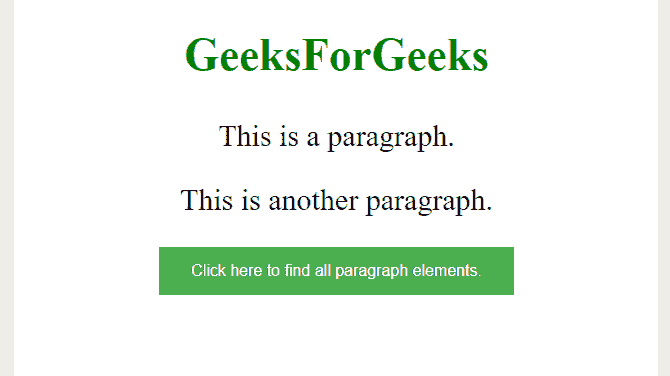 GeeksForGeeks
This is a paragraph.
This is another paragraph.
Click here to find all paragraph elements.